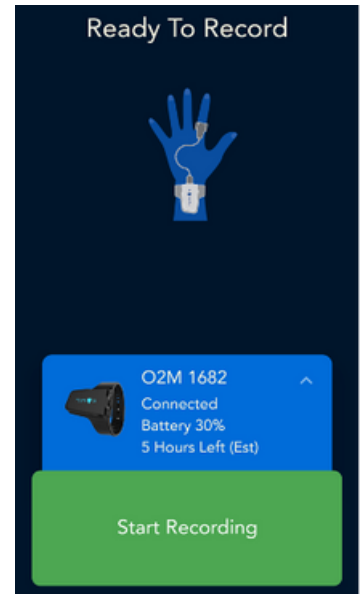 Ready To Record
O2M 1682
Connected
Battery 30%
5 Hours Left (Est)
Start Recording